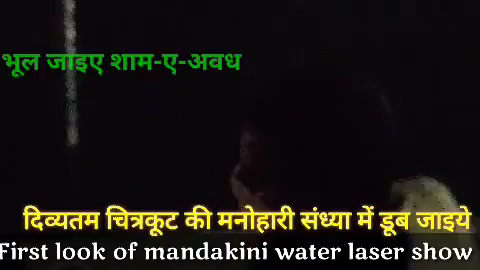 भूल जाइए शाम-ए-अवध
दिव्यतम चित्रकूट की मनोहारी संध्या में डूब जाइये
First look of mandakini water laser show